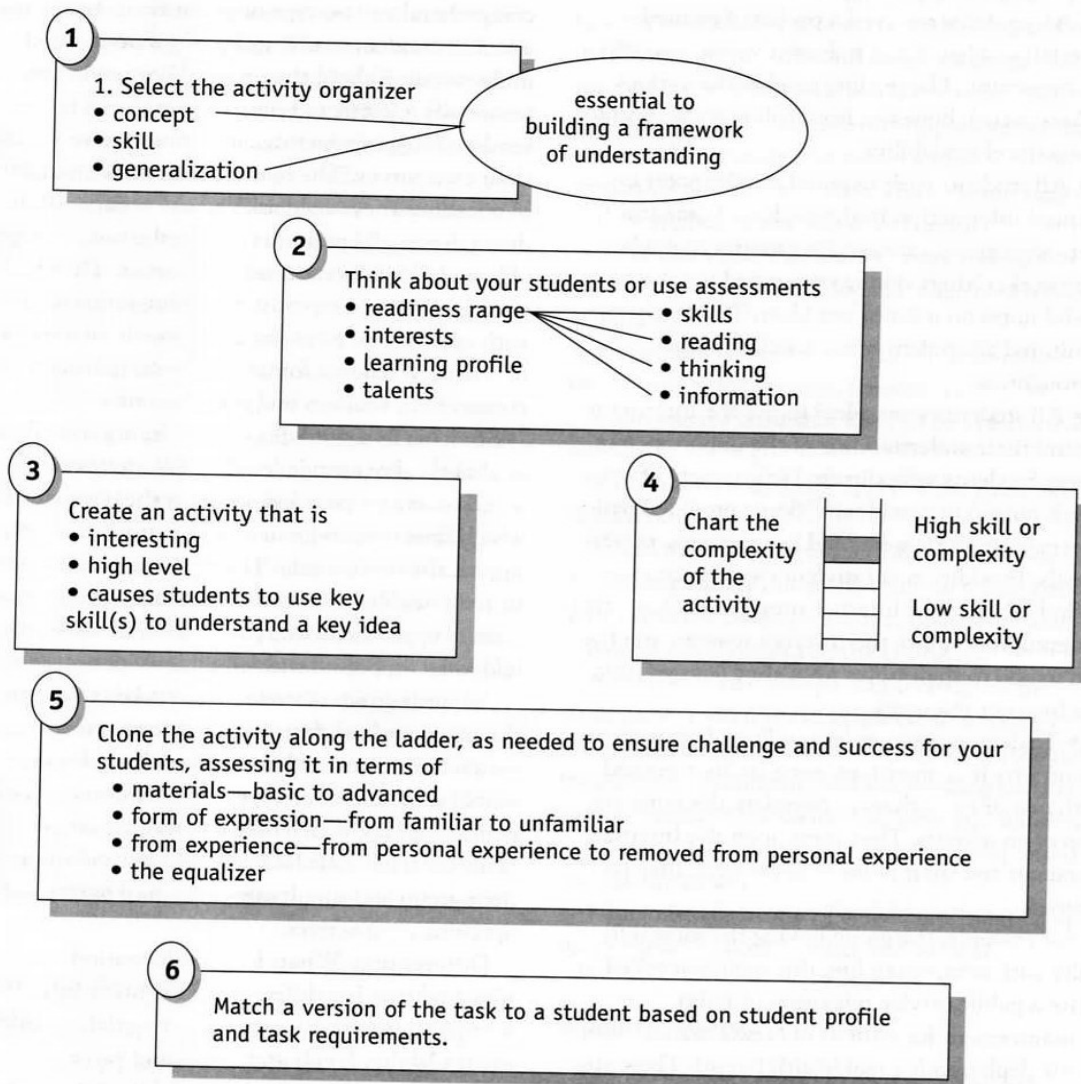 1
1. Select the activity organizer
• concept
• skill
• generalization
essential to
building a framework
of understanding
2
Think about your students or use assessments
• readiness range
• interests
• learning profile
• talents
• skills
• reading
• thinking
• information
3
Create an activity that is
• interesting
• high level
• causes students to use key
skill(s) to understand a key idea
4
Chart the
complexity
of the
activity
High skill or
complexity
Low skill or
complexity
5
Clone the activity along the ladder, as needed to ensure challenge and success for your
students, assessing it in terms of
• materials—basic to advanced
• form of expression—from familiar to unfamiliar
• from experience—from personal experience to removed from personal experience
• the equalizer
6
Match a version of the task to a student based on student profile
and task requirements.